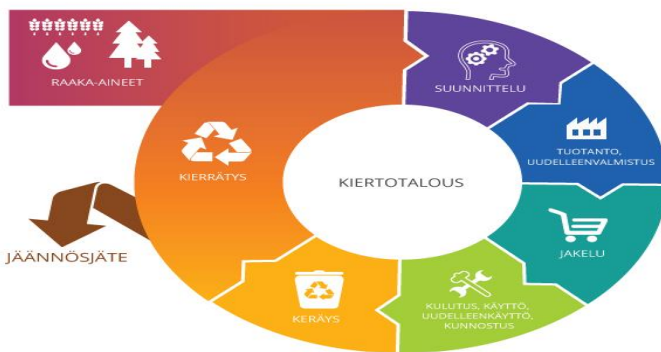 RAAKA-AINEET
SUUNNITTELU
TUOTANTO,
UUDELLEENVALMISTUS
JAKELU
KULUTUS, KÄYTTÖ,
UUDELLEENKÄYTTÖ,
KUNNOSTUS
KERÄYS
KIERRÄTYS
KIERTOTALOUS
JÄÄNNÖSJÄTE